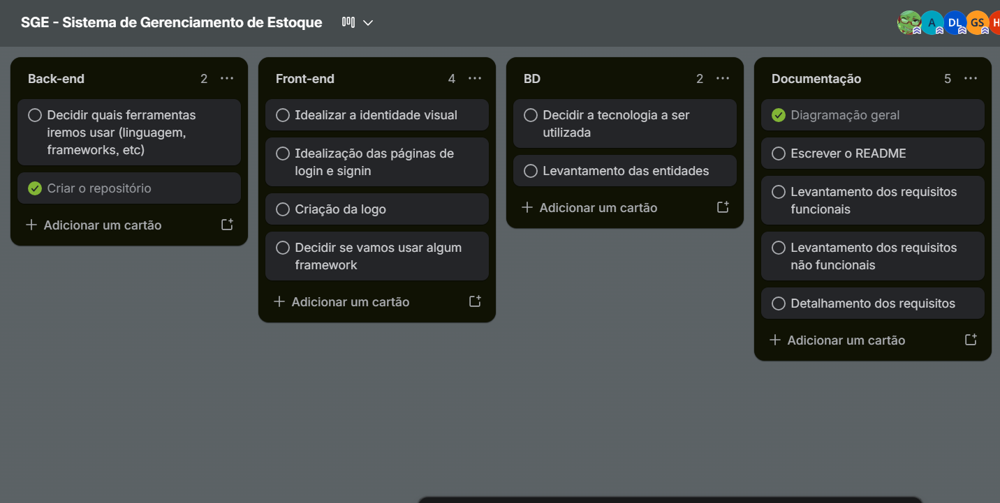 SGE - Sistema de Gerenciamento de Estoque
A
DL
GS
H
Back-end
2
Decidir quais ferramentas
iremos usar (linguagem,
frameworks, etc)
Criar o repositório
Adicionar um cartão
Front-end
4
Idealizar a identidade visual
Idealização das páginas de
login e signin
Criação da logo
Decidir se vamos usar algum
framework
Adicionar um cartão
BD
2
Decidir a tecnologia a ser
utilizada
Levantamento das entidades
Adicionar um cartão
Documentação
5
Diagramação geral
Escrever o README
Levantamento dos requisitos
funcionais
Levantamento dos requisitos
não funcionais
Detalhamento dos requisitos
Adicionar um cartão